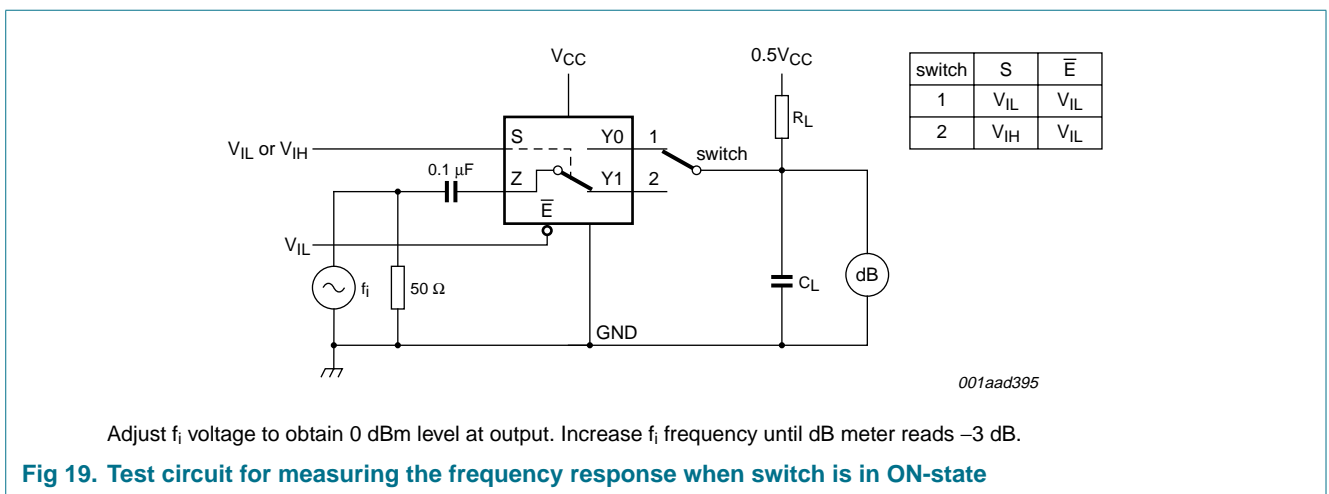 V_CC
0.5V_CC
switch S E̅
1 V_IL V_IL
2 V_IH V_IL
R_L
S Y0 1
V_IL or V_IH
switch
0.1 μF
Z Y1 2
E̅
V_IL
f_i
50 Ω
C_L
dB
GND
001aad395
Adjust f_i voltage to obtain 0 dBm level at output. Increase f_i frequency until dB meter reads −3 dB.
Fig 19. Test circuit for measuring the frequency response when switch is in ON-state